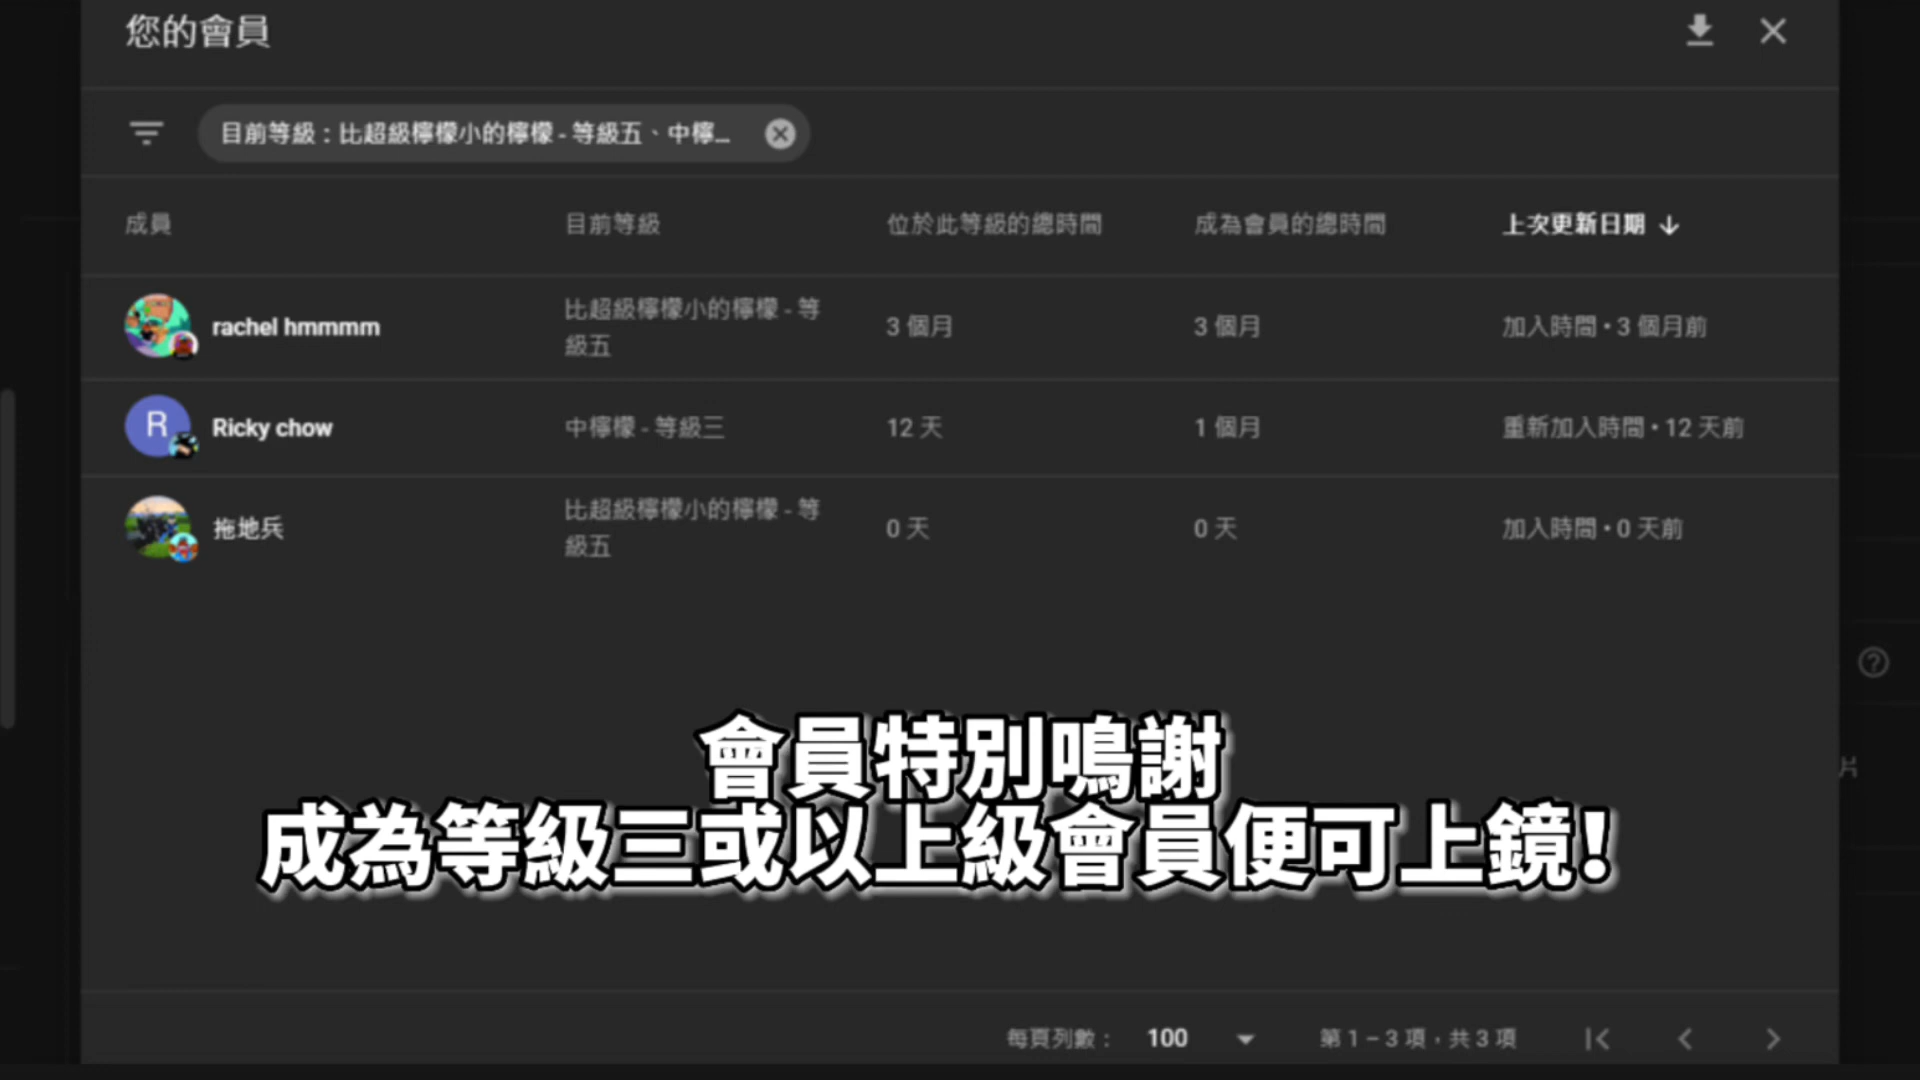 您的會員
目前等級：比超級檸檬小的檸檬 - 等級五、中檸...
成員 目前等級 位於此等級的總時間 成為會員的總時間 上次更新日期
rachel hmmmm 比超級檸檬小的檸檬 - 等級五 3 個月 3 個月 加入時間 • 3 個月前
R Ricky chow 中檸檬 - 等級三 12 天 1 個月 重新加入時間 • 12 天前
拖地兵 比超級檸檬小的檸檬 - 等級五 0 天 0 天 加入時間 • 0 天前
會員特別鳴謝
片
成為等級三或以上級會員便可上鏡！
每頁列數： 100 第 1 – 3 項，共 3 項